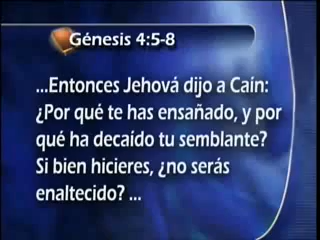 Génesis 4:5-8
...Entonces Jehová dijo a Caín:
¿Por qué te has ensañado, y por
qué ha decaído tu semblante?
Si bien hicieres, ¿no serás
enaltecido? ...